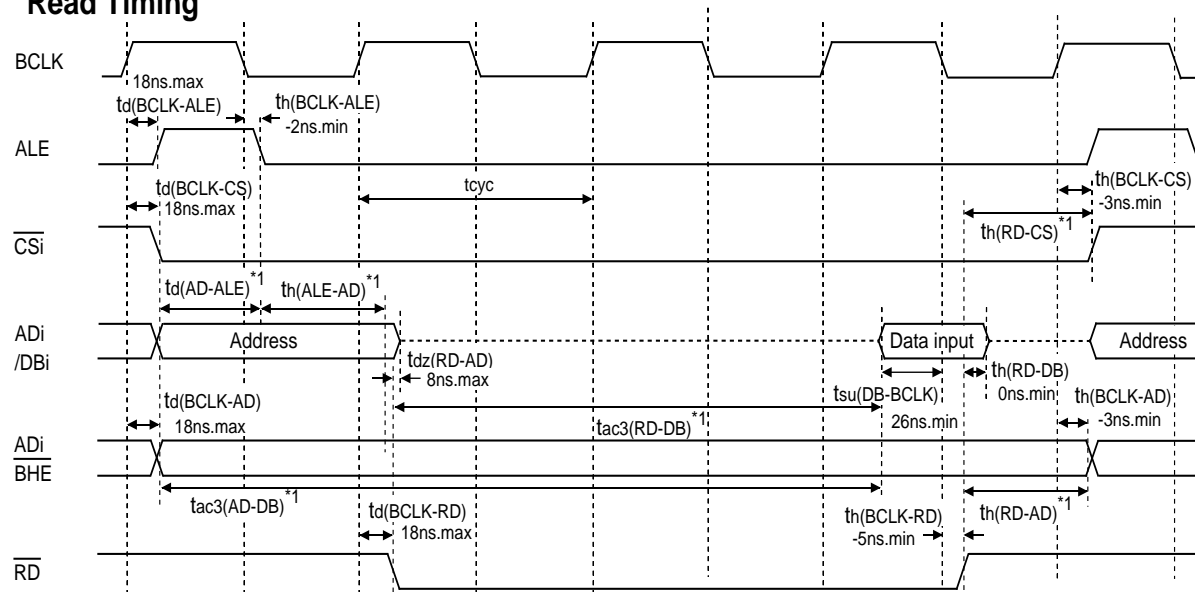 Read Timing
BCLK
18ns.max
td(BCLK-ALE)
th(BCLK-ALE)
-2ns.min
ALE
td(BCLK-CS)
18ns.max
tcyc
th(BCLK-CS)
-3ns.min
th(RD-CS)*1
CSi
td(AD-ALE)*1
th(ALE-AD)*1
ADi
/DBi
Address
Data input
Address
tdz(RD-AD)
8ns.max
th(RD-DB)
0ns.min
tsu(DB-BCLK)
26ns.min
th(BCLK-AD)
-3ns.min
td(BCLK-AD)
18ns.max
tac3(RD-DB)*1
ADi
BHE
tac3(AD-DB)*1
td(BCLK-RD)
18ns.max
th(BCLK-RD)
-5ns.min
th(RD-AD)*1
RD